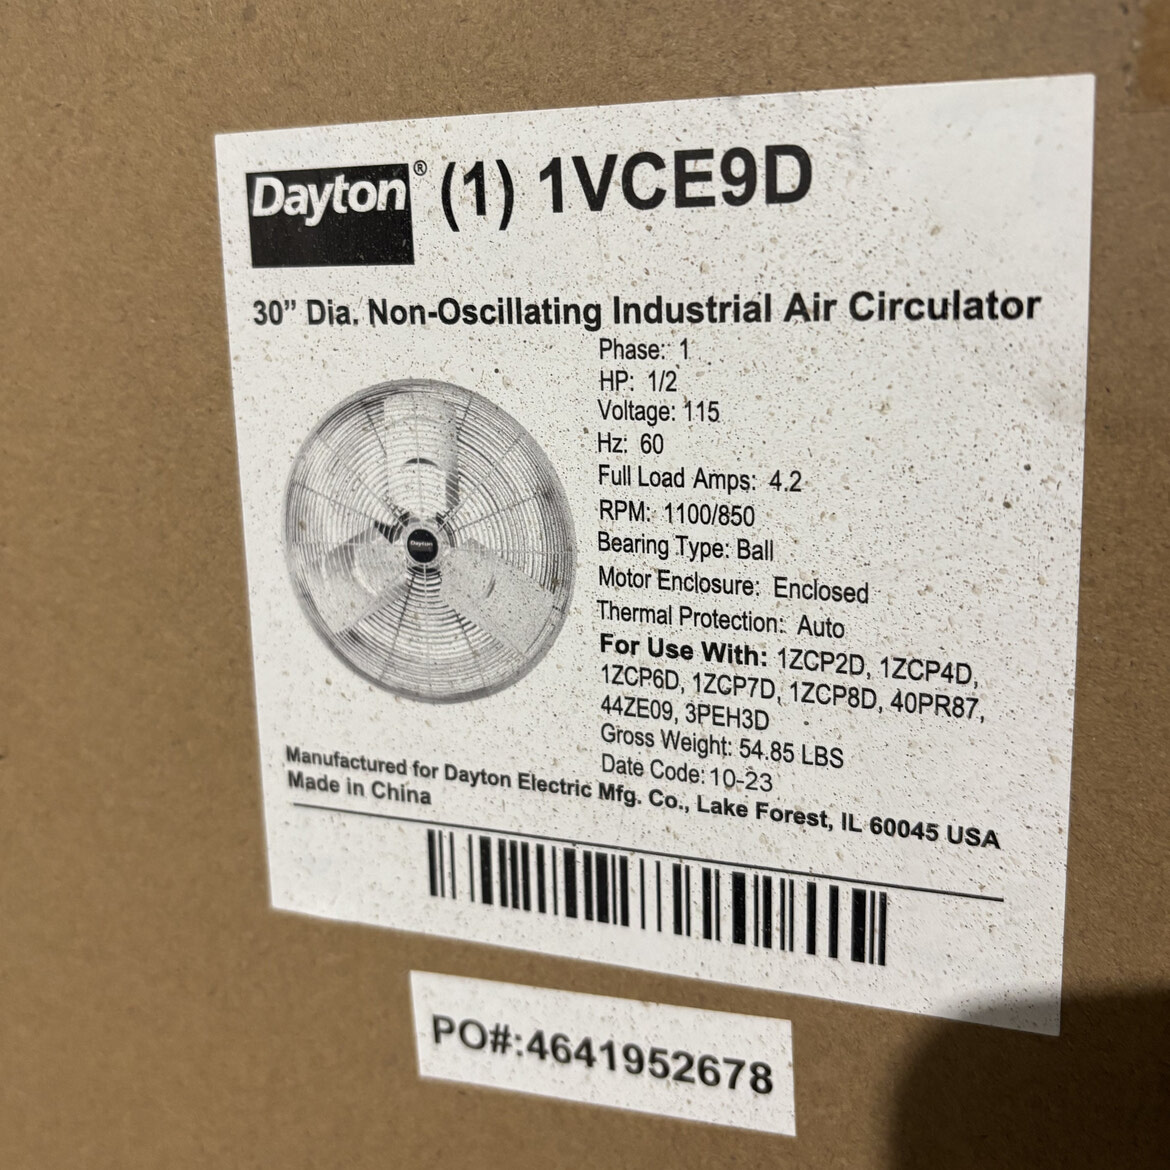 Dayton® (1) 1VCE9D
30” Dia. Non-Oscillating Industrial Air Circulator
Phase: 1
HP: 1/2
Voltage: 115
Hz: 60
Full Load Amps: 4.2
RPM: 1100/850
Bearing Type: Ball
Motor Enclosure: Enclosed
Thermal Protection: Auto
For Use With: 1ZCP2D, 1ZCP4D,
1ZCP6D, 1ZCP7D, 1ZCP8D, 40PR87,
44ZE09, 3PEH3D
Gross Weight: 54.85 LBS
Date Code: 10-23
Dayton
Manufactured for Dayton Electric Mfg. Co., Lake Forest, IL 60045 USA
Made in China
PO#:4641952678